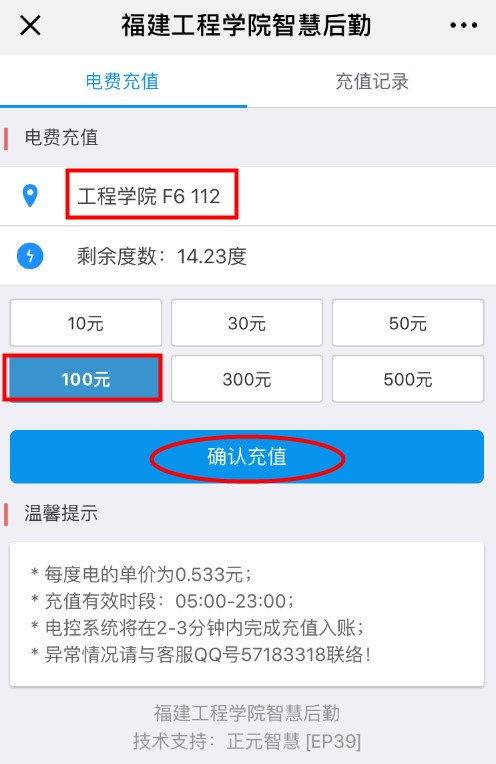 福建工程学院智慧后勤
电费充值 充值记录
电费充值
工程学院 F6 112
剩余度数：14.23度
10元 30元 50元
100元 300元 500元
确认充值
温馨提示
* 每度电的单价为0.533元；
* 充值有效时段：05:00-23:00；
* 电控系统将在2-3分钟内完成充值入账；
* 异常情况请与客服QQ号57183318联络！
福建工程学院智慧后勤
技术支持：正元智慧 [EP39]